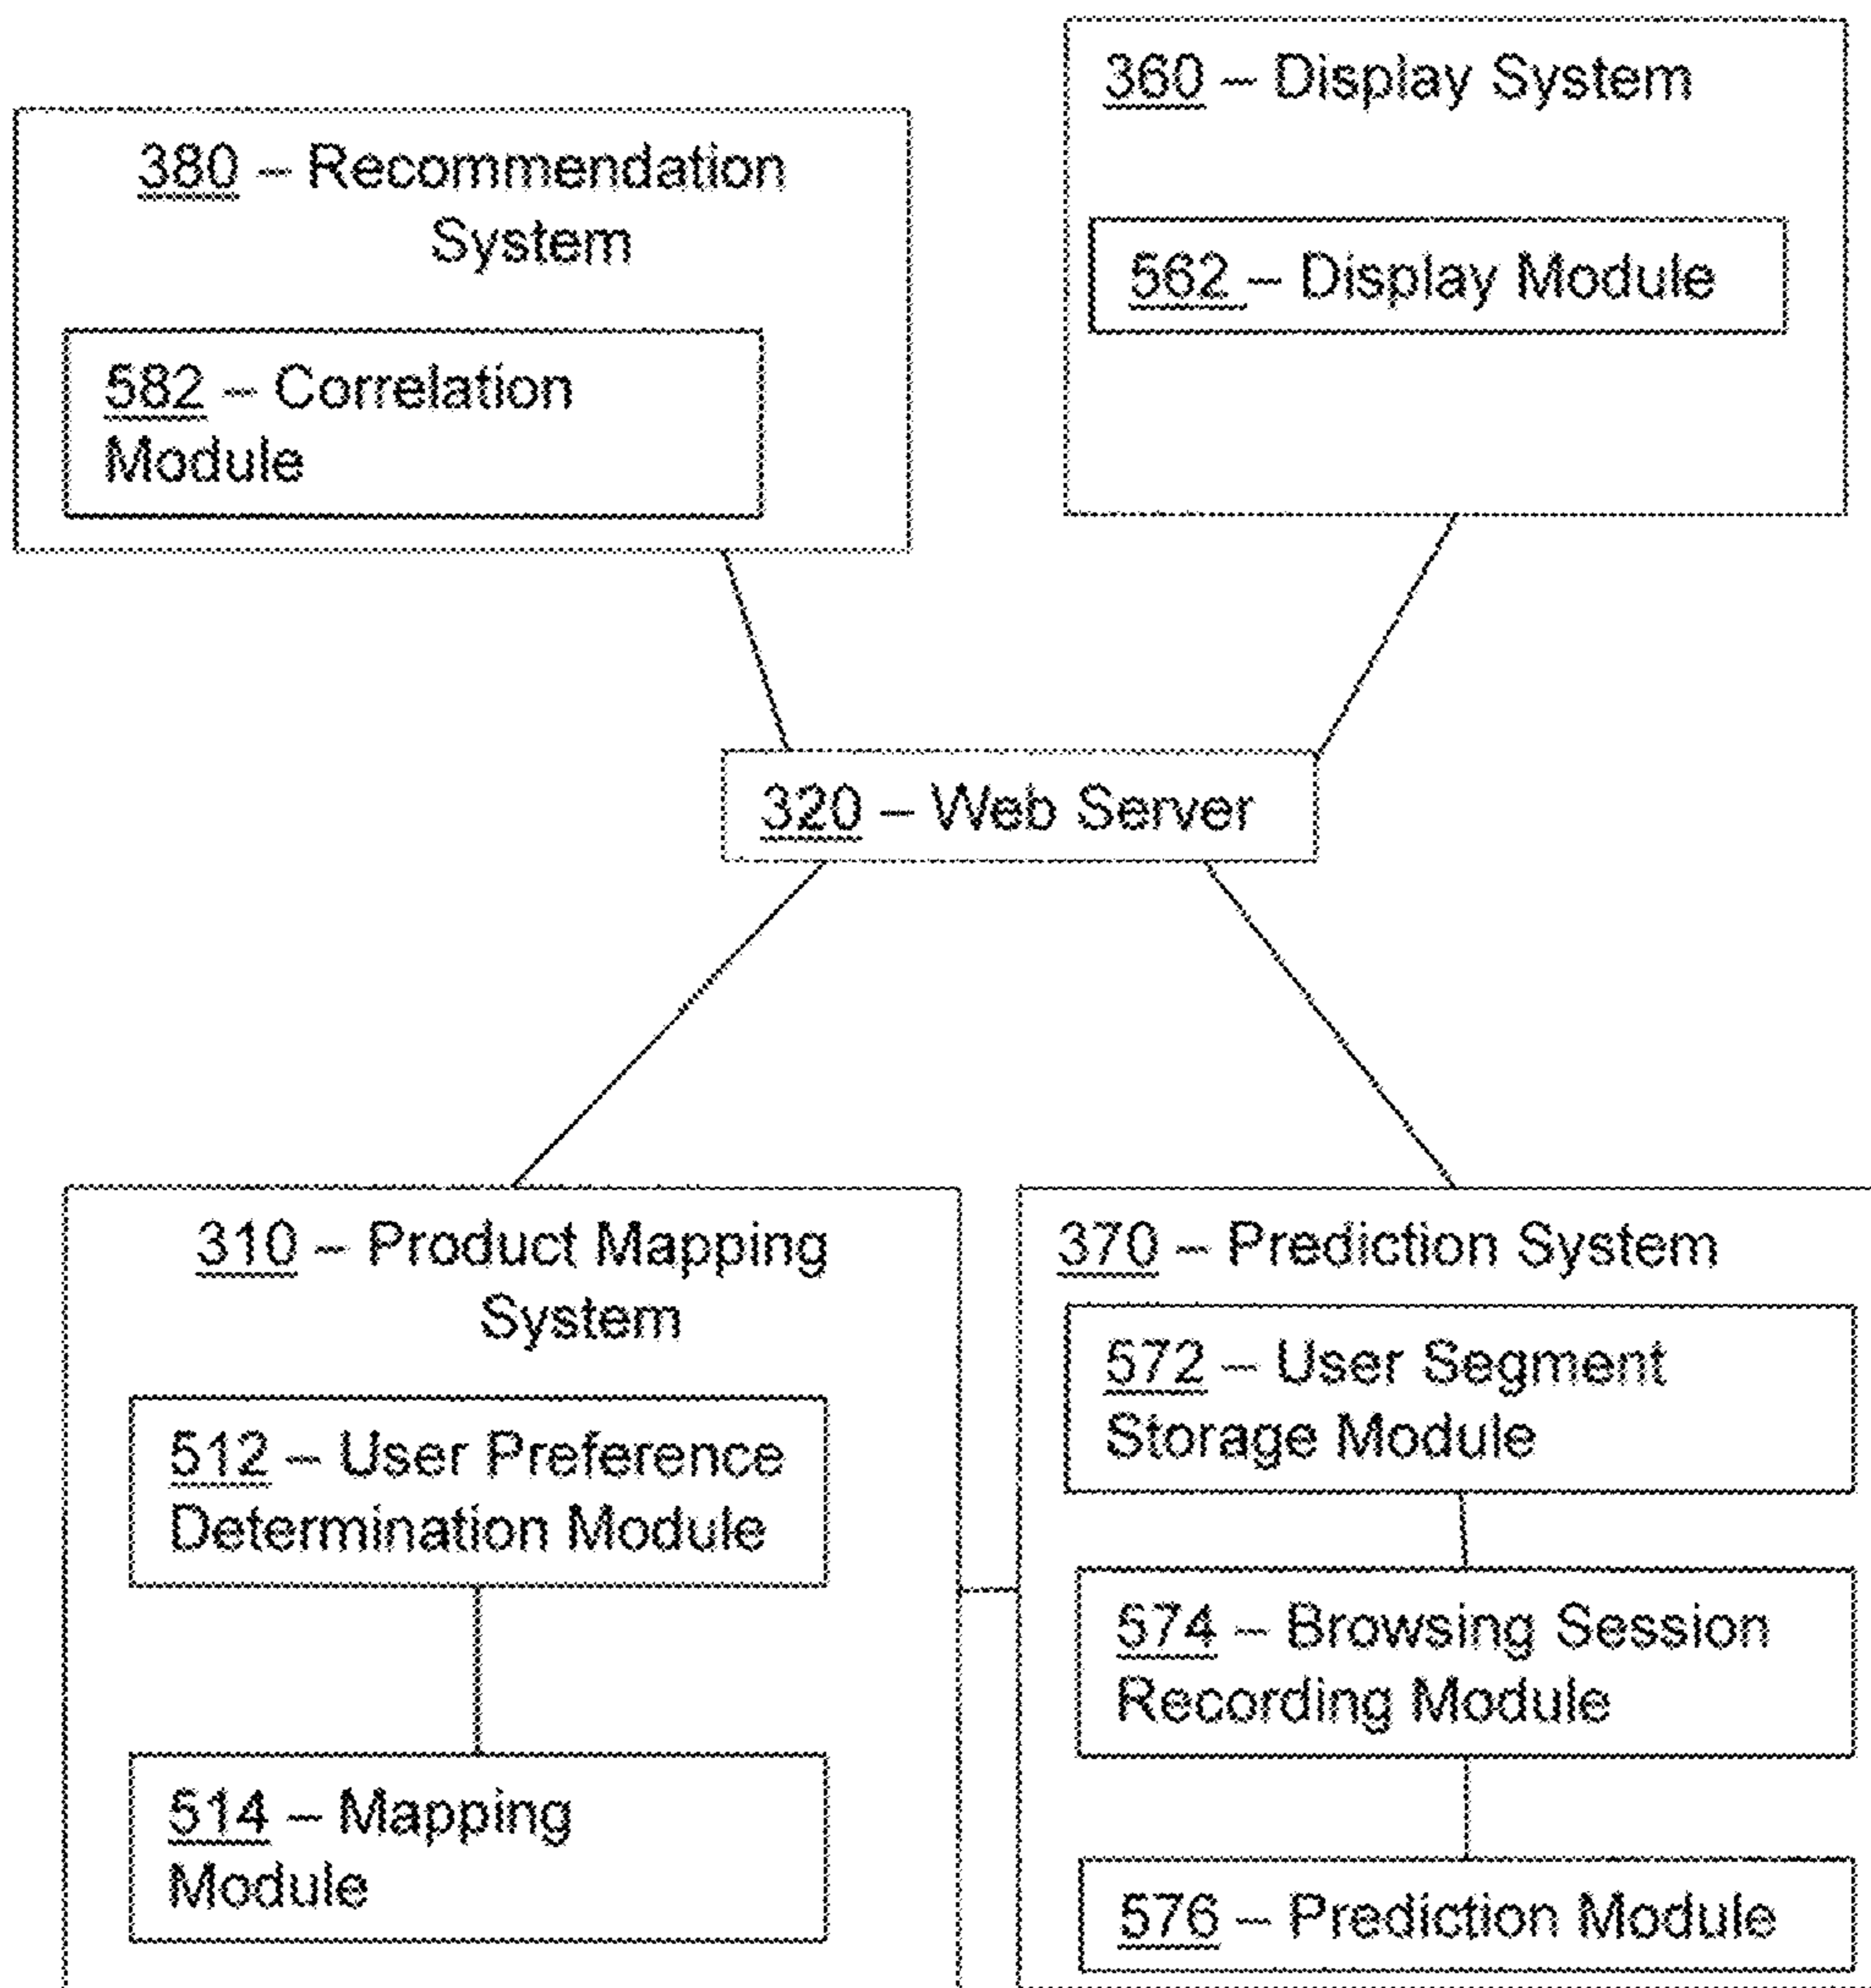 360 – Display System
380 – Recommendation
System
562 – Display Module
582 – Correlation
Module
320 – Web Server
310 – Product Mapping
System
370 – Prediction System
572 – User Segment
Storage Module
512 – User Preference
Determination Module
574 – Browsing Session
Recording Module
514 – Mapping
Module
576 – Prediction Module